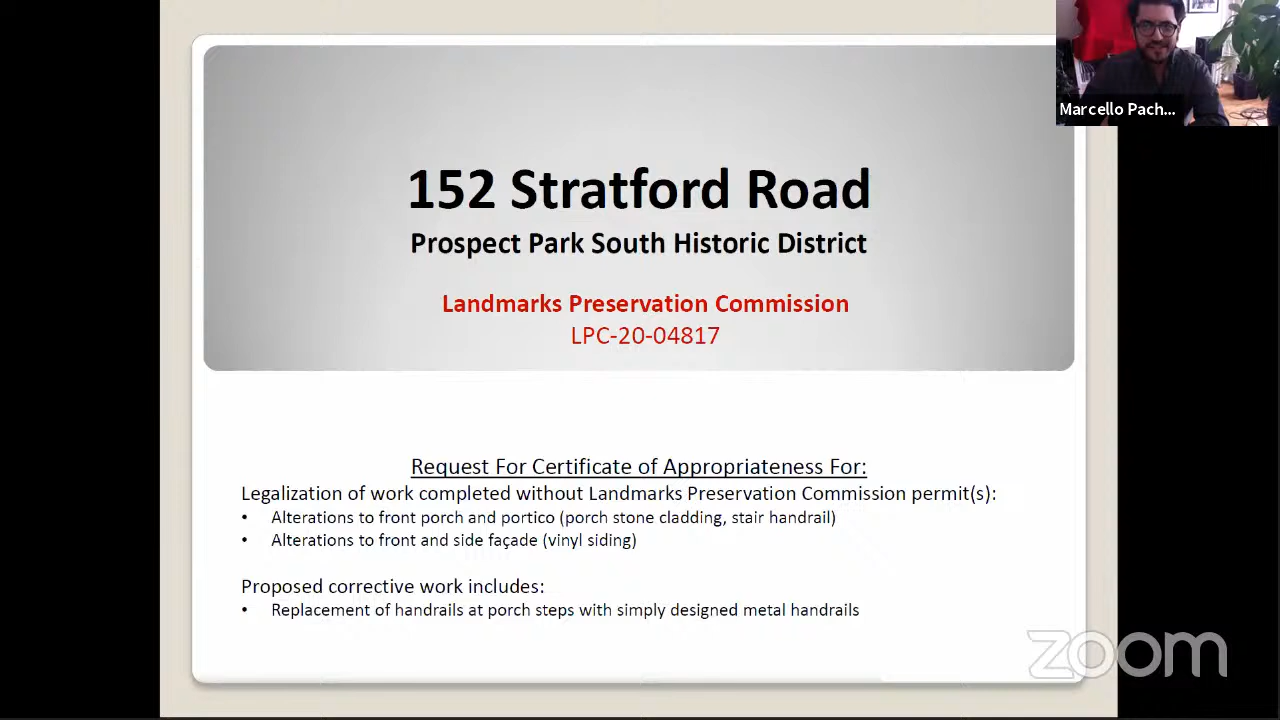 Marcello Pach...
152 Stratford Road
Prospect Park South Historic District
Landmarks Preservation Commission
LPC-20-04817
Request For Certificate of Appropriateness For:
Legalization of work completed without Landmarks Preservation Commission permit(s):
• Alterations to front porch and portico (porch stone cladding, stair handrail)
• Alterations to front and side façade (vinyl siding)
Proposed corrective work includes:
• Replacement of handrails at porch steps with simply designed metal handrails
zoom